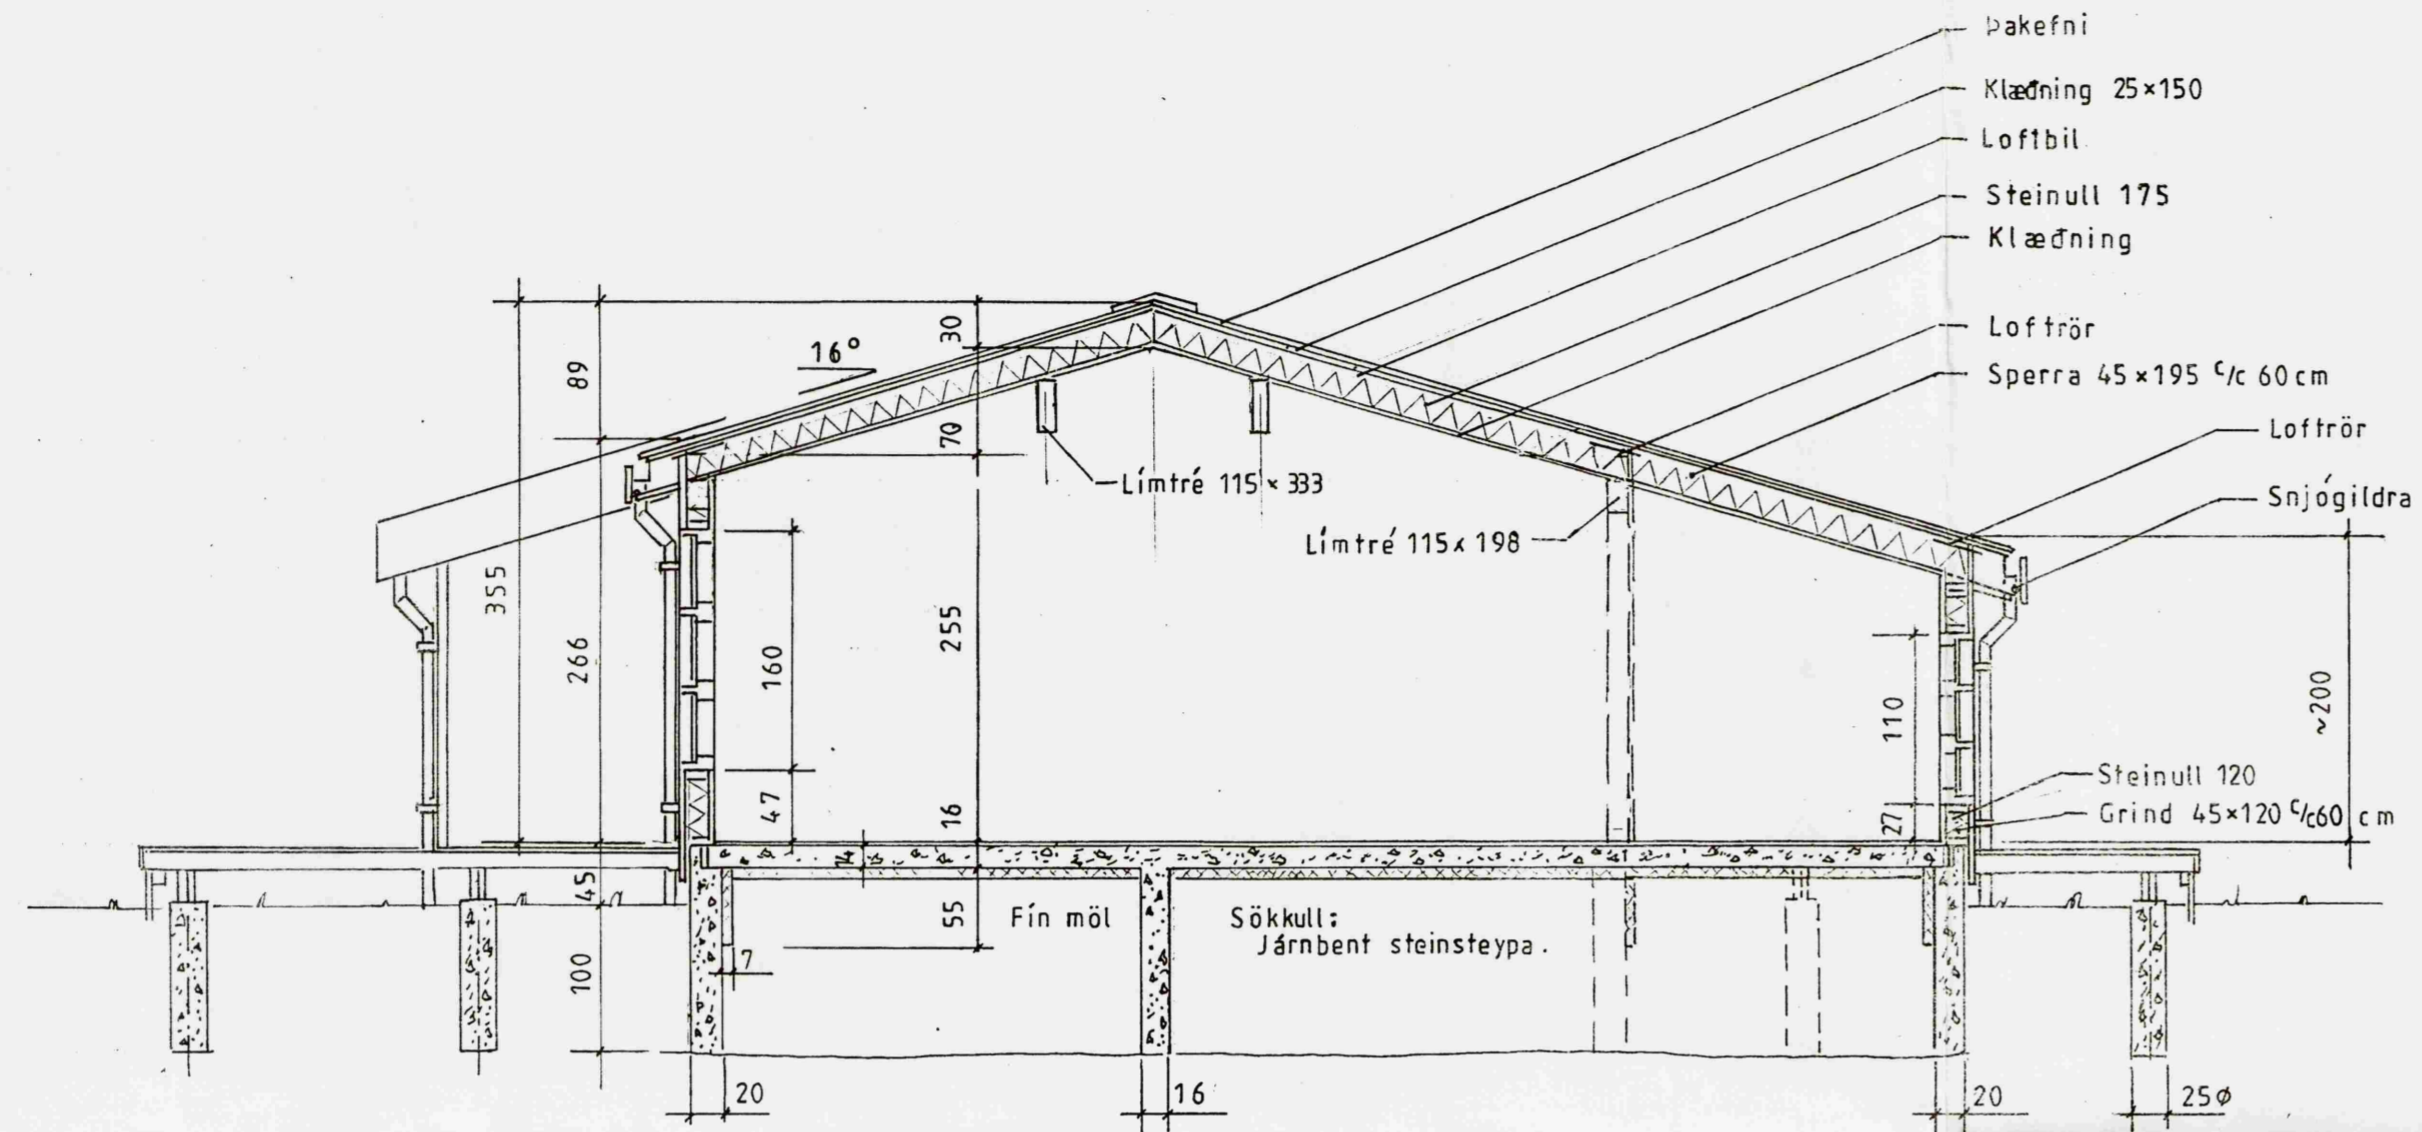 Þakefni
Klæðning 25×150
Loftbil
Steinull 175
Klæðning
Loftrör
Sperra 45×195 c/c 60 cm
Loftrör
Snjógildra
30
16°
89
70
Límtré 115×333
Límtré 115×198
355
255
266
160
~200
110
Steinull 120
47
16
27
Grind 45×120 c/c60 cm
14
45
55
Fín möl
Sökkull:
Járnbent steinsteypa.
7
100
20
16
20
25ø